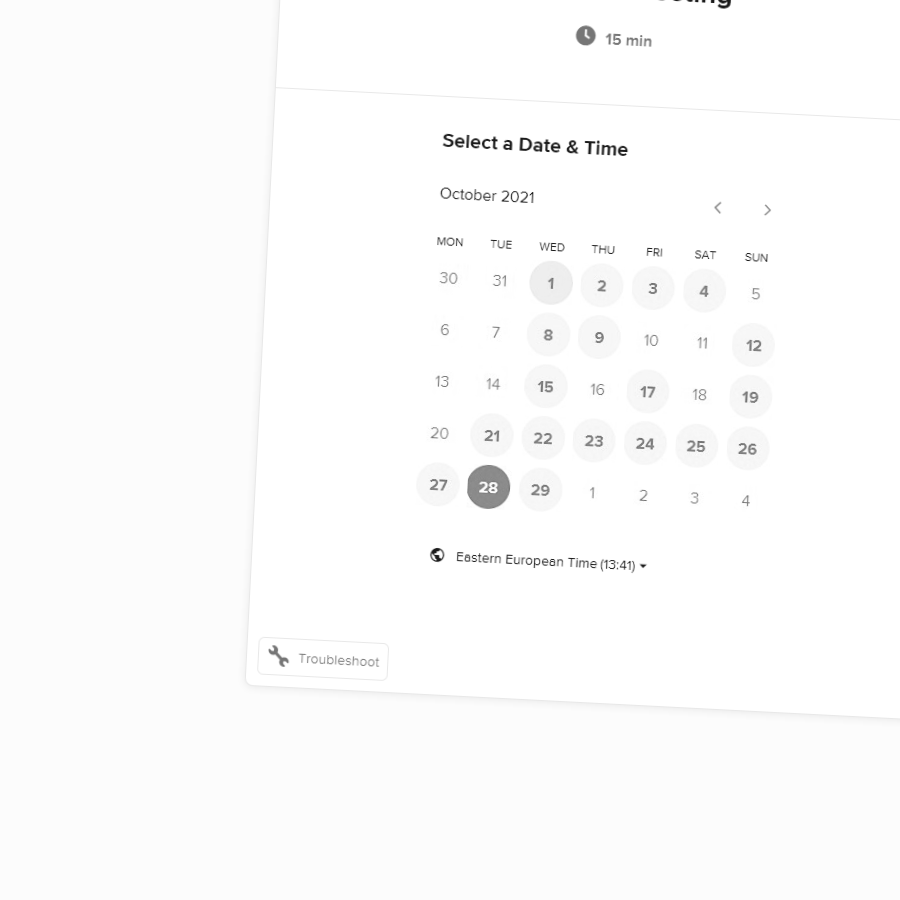 15 min
Select a Date & Time
October 2021
MON TUE WED THU FRI SAT SUN
30 31 1 2 3 4 5
6 7 8 9 10 11 12
13 14 15 16 17 18 19
20 21 22 23 24 25 26
27 28 29 1 2 3 4
Eastern European Time (13:41)
Troubleshoot